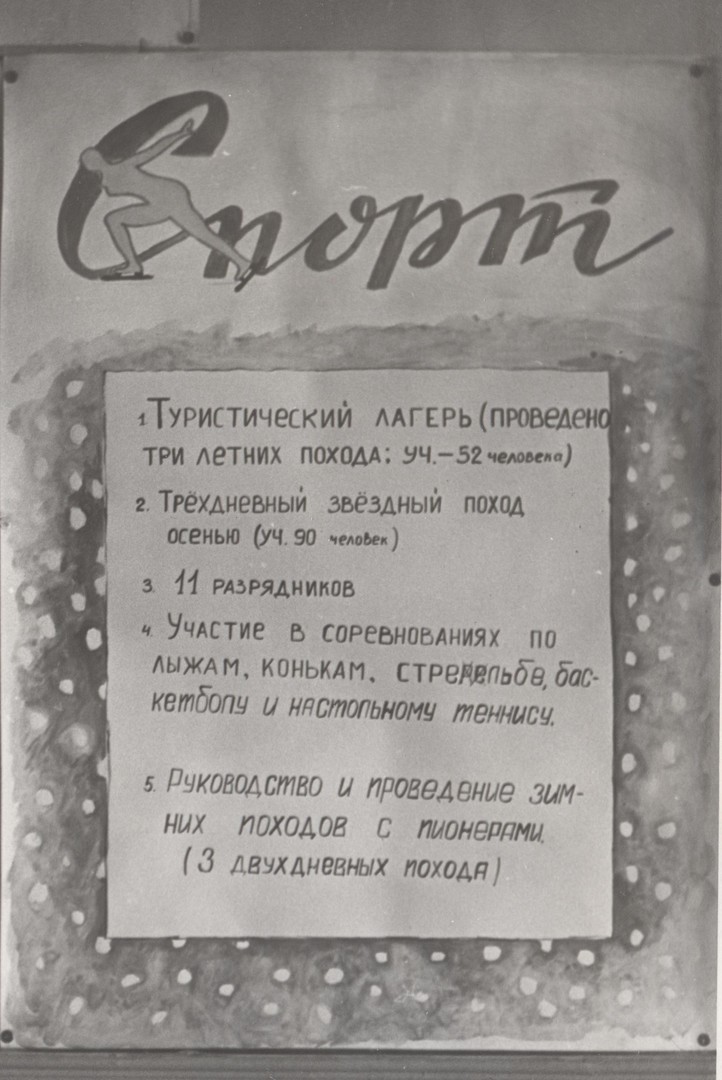 Спорт
1 Туристический лагерь (проведено
три летних похода: уч.-52 человека)
2. Трёхдневный звёздный поход
осенью (уч. 90 человек)
3. 11 разрядников
4. Участие в соревнованиях по
лыжам, конькам, стрельбе, бас-
кетболу и настольному теннису.
5. Руководство и проведение зим-
них походов с пионерами.
(3 двухдневных похода)